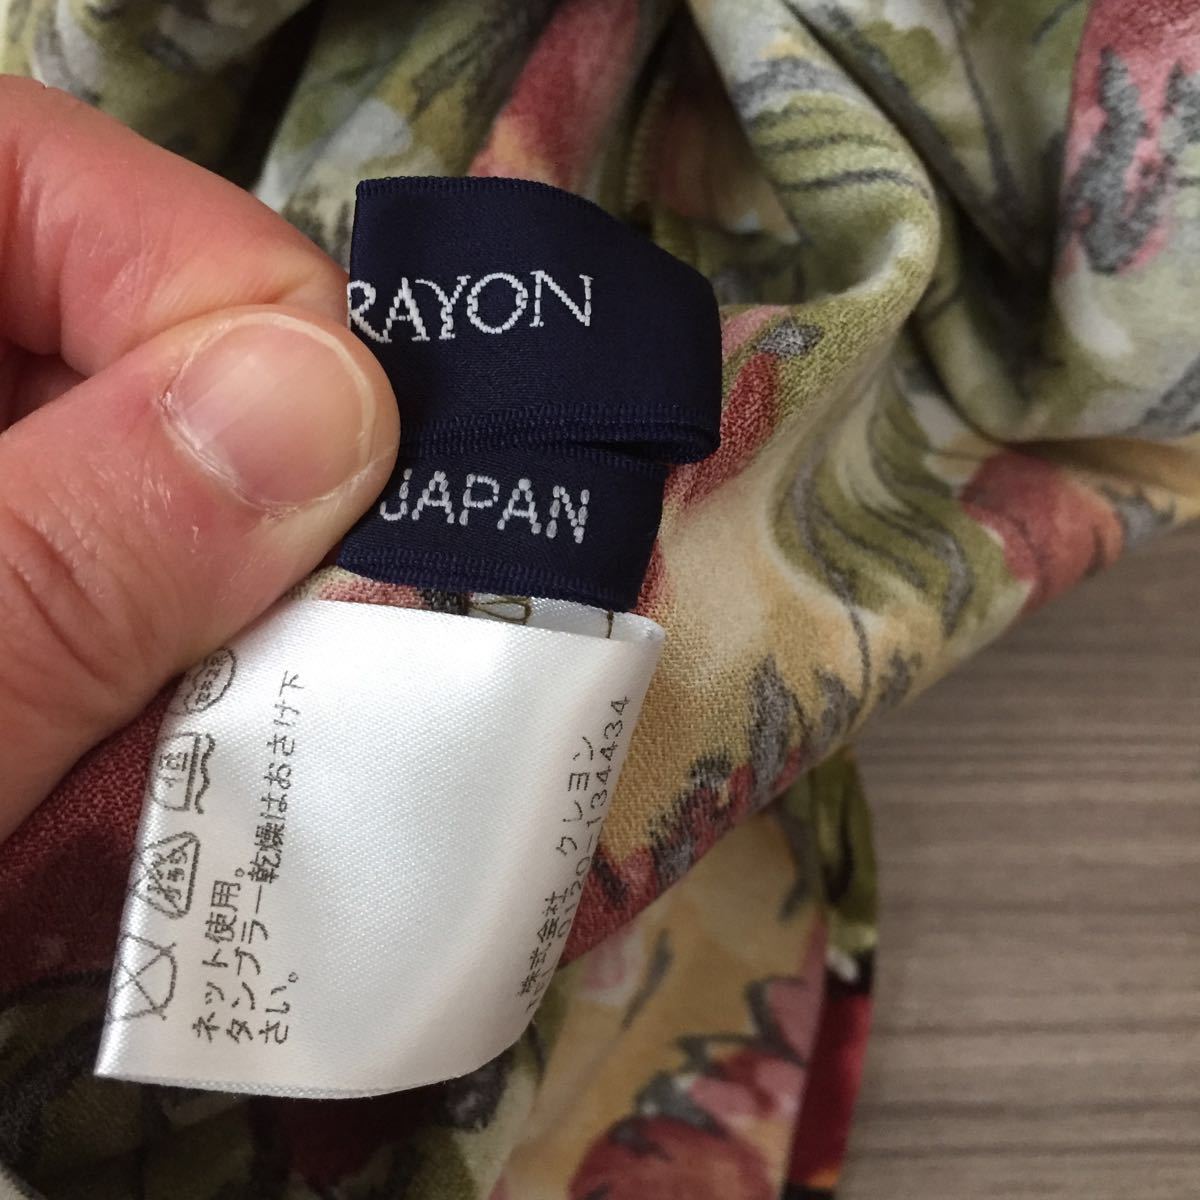 RAYON
JAPAN
ネット使用。
タンブラー乾燥はおさけ下
さい。
株式会社 クレヨン
TEL 0120-134434